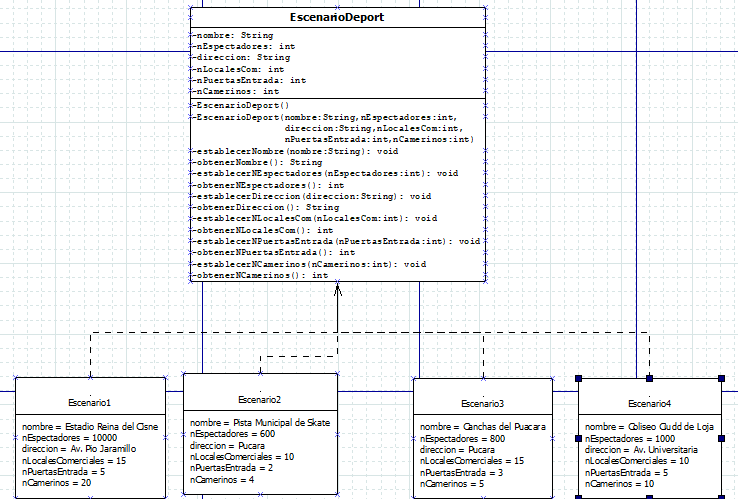 EscenarioDeport
-nombre: String
-nEspectadores: int
-direccion: String
-nLocalesCom: int
-nPuertasEntrada: int
-nCamerinos: int
-EscenarioDeport()
-EscenarioDeport(nombre:String,nEspectadores:int,
direccion:String,nLocalesCom:int,
nPuertasEntrada:int,nCamerinos:int)
-establecerNombre(nombre:String): void
-obtenerNombre(): String
-establecerNEspectadores(nEspectadores:int): void
-obtenerNEspectadores(): int
-establecerDireccion(direccion:String): void
-obtenerDireccion(): String
-establecerNLocalesCom(nLocalesCom:int): void
-obtenerNLocalesCom(): int
-establecerNPuertasEntrada(nPuertasEntrada:int): void
-obtenerNPuertasEntrada(): int
-establecerNCamerinos(nCamerinos:int): void
-obtenerNCamerinos(): int
Escenario1
nombre = Estadio Reina del Cisne
nEspectadores = 10000
direccion = Av. Pio Jaramillo
nLocalesComerciales = 15
nPuertasEntrada = 5
nCamerinos = 20
Escenario2
nombre = Pista Municipal de Skate
nEspectadores = 600
direccion = Pucara
nLocalesComerciales = 10
nPuertasEntrada = 2
nCamerinos = 4
Escenario3
nombre = Canchas del Puacara
nEspectadores = 800
direccion = Pucara
nLocalesComerciales = 15
nPuertasEntrada = 3
nCamerinos = 5
Escenario4
nombre = Coliseo Ciudd de Loja
nEspectadores = 1000
direccion = Av. Universitaria
nLocalesComerciales = 10
nPuertasEntrada = 5
nCamerinos = 10